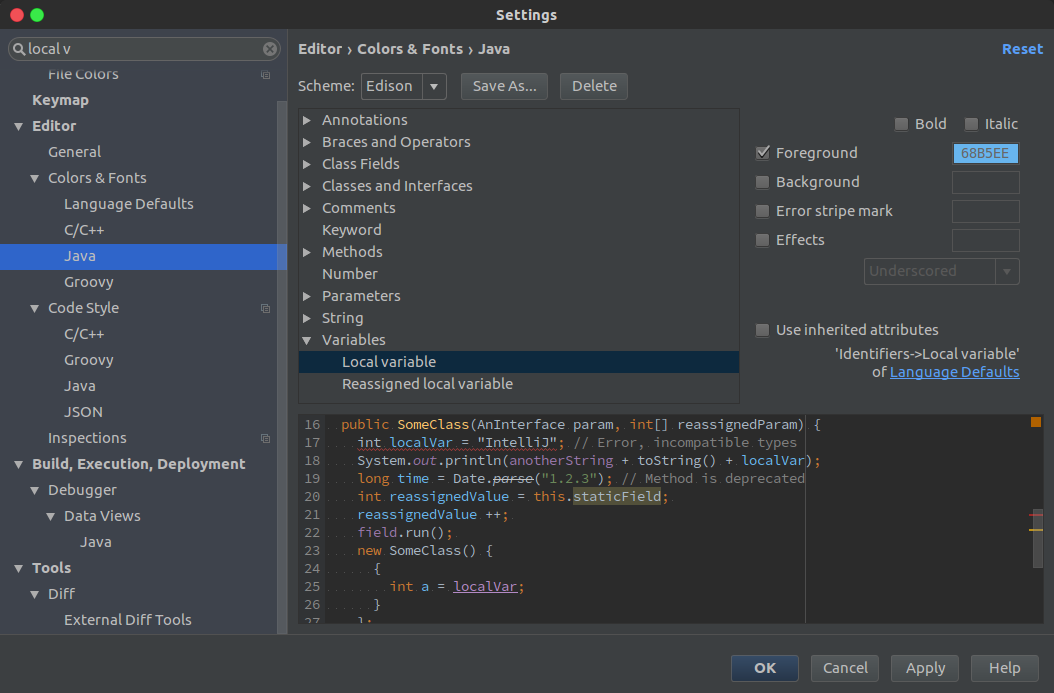 Settings
local v
File Colors
Keymap
Editor
General
Colors & Fonts
Language Defaults
C/C++
Java
Groovy
Code Style
C/C++
Groovy
Java
JSON
Inspections
Build, Execution, Deployment
Debugger
Data Views
Java
Tools
Diff
External Diff Tools
Editor › Colors & Fonts › Java
Reset
Scheme: Edison Save As... Delete
Annotations
Braces and Operators
Class Fields
Classes and Interfaces
Comments
Keyword
Methods
Number
Parameters
String
Variables
Local variable
Reassigned local variable
Bold Italic
Foreground 68B5EE
Background
Error stripe mark
Effects
Underscored
Use inherited attributes
'Identifiers->Local variable'
of Language Defaults
16 public SomeClass(AnInterface param, int[] reassignedParam) {
17 int localVar = "IntelliJ"; // Error, incompatible types
18 System.out.println(anotherString + toString() + localVar);
19 long time = Date.parse("1.2.3"); // Method is deprecated
20 int reassignedValue = this.staticField;
21 reassignedValue ++;
22 field.run();
23 new SomeClass() {
24 {
25 int a = localVar;
26 }
27 };
OK Cancel Apply Help